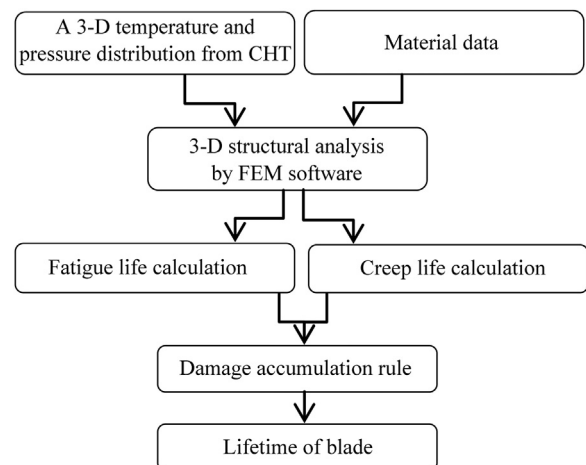 A 3-D temperature and
pressure distribution from CHT
Material data
3-D structural analysis
by FEM software
Fatigue life calculation
Creep life calculation
Damage accumulation rule
Lifetime of blade